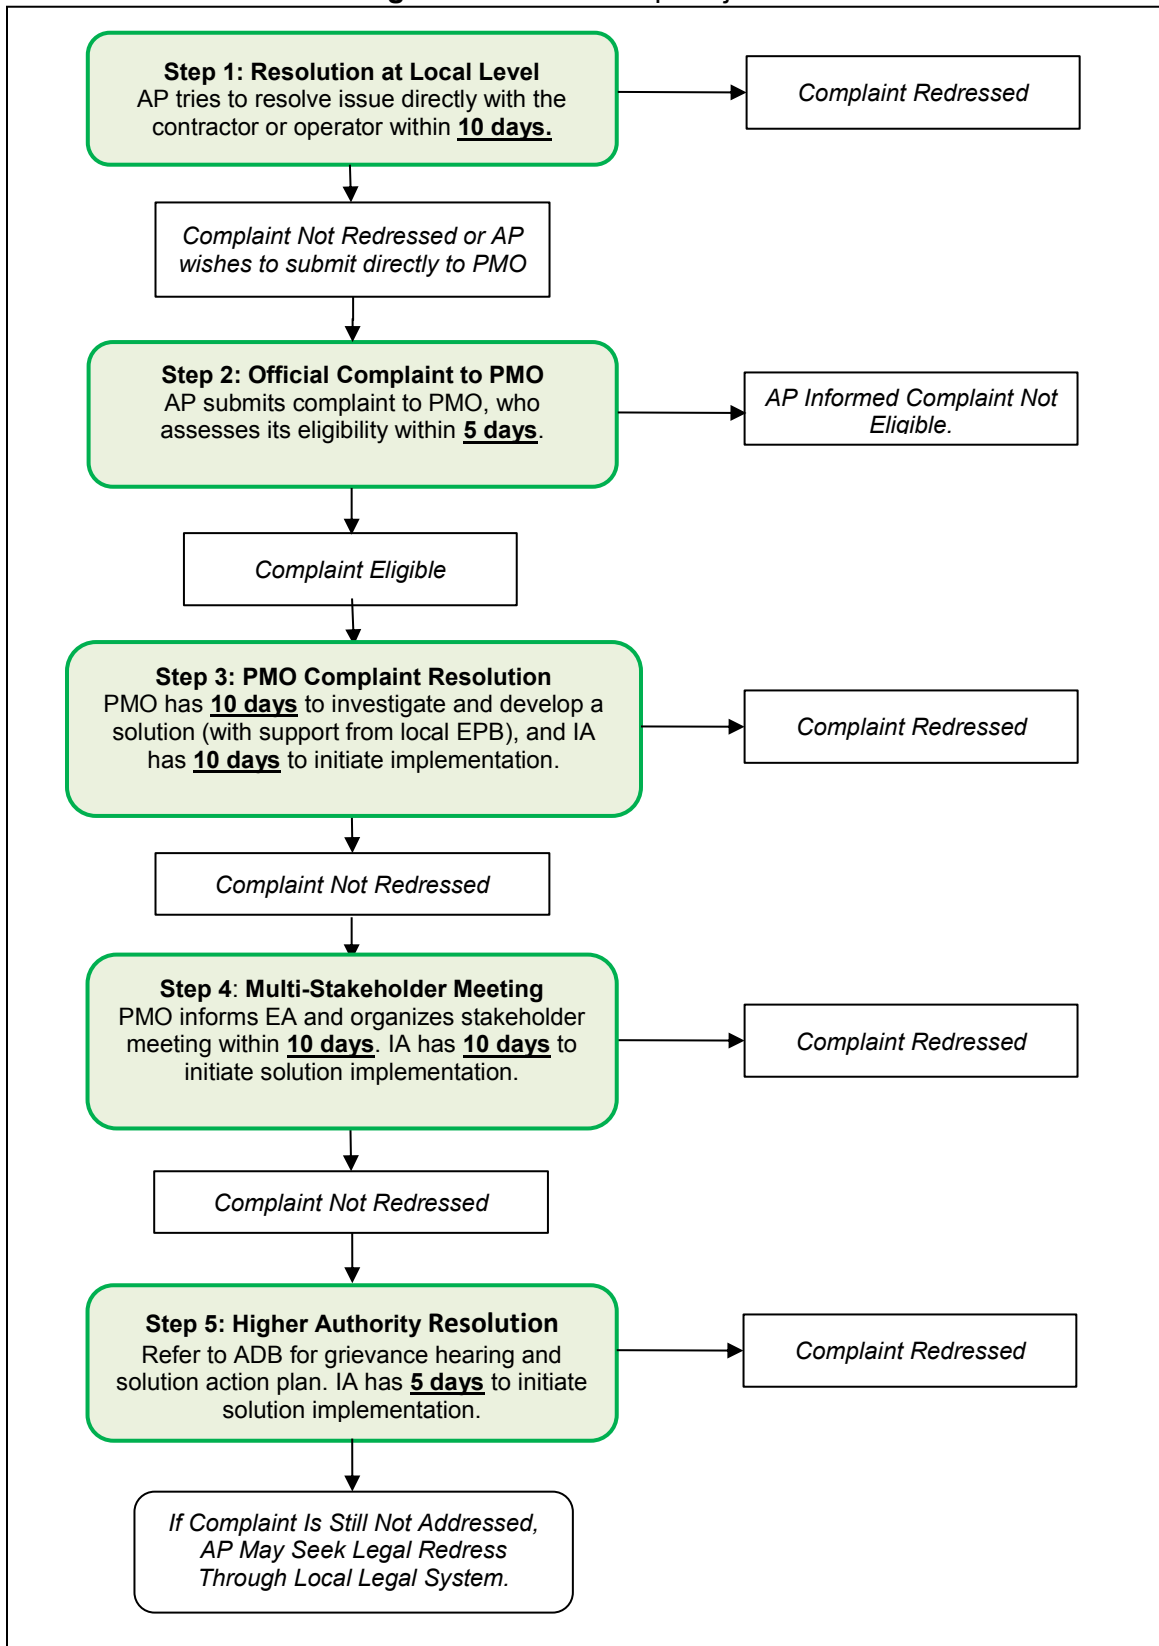 Step 1: Resolution at Local Level
AP tries to resolve issue directly with the
contractor or operator within 10 days.
Complaint Redressed
Complaint Not Redressed or AP
wishes to submit directly to PMO
Step 2: Official Complaint to PMO
AP submits complaint to PMO, who
assesses its eligibility within 5 days.
AP Informed Complaint Not
Eligible.
Complaint Eligible
Step 3: PMO Complaint Resolution
PMO has 10 days to investigate and develop a
solution (with support from local EPB), and IA
has 10 days to initiate implementation.
Complaint Redressed
Complaint Not Redressed
Step 4: Multi-Stakeholder Meeting
PMO informs EA and organizes stakeholder
meeting within 10 days. IA has 10 days to
initiate solution implementation.
Complaint Redressed
Complaint Not Redressed
Step 5: Higher Authority Resolution
Refer to ADB for grievance hearing and
solution action plan. IA has 5 days to initiate
solution implementation.
Complaint Redressed
If Complaint Is Still Not Addressed,
AP May Seek Legal Redress
Through Local Legal System.